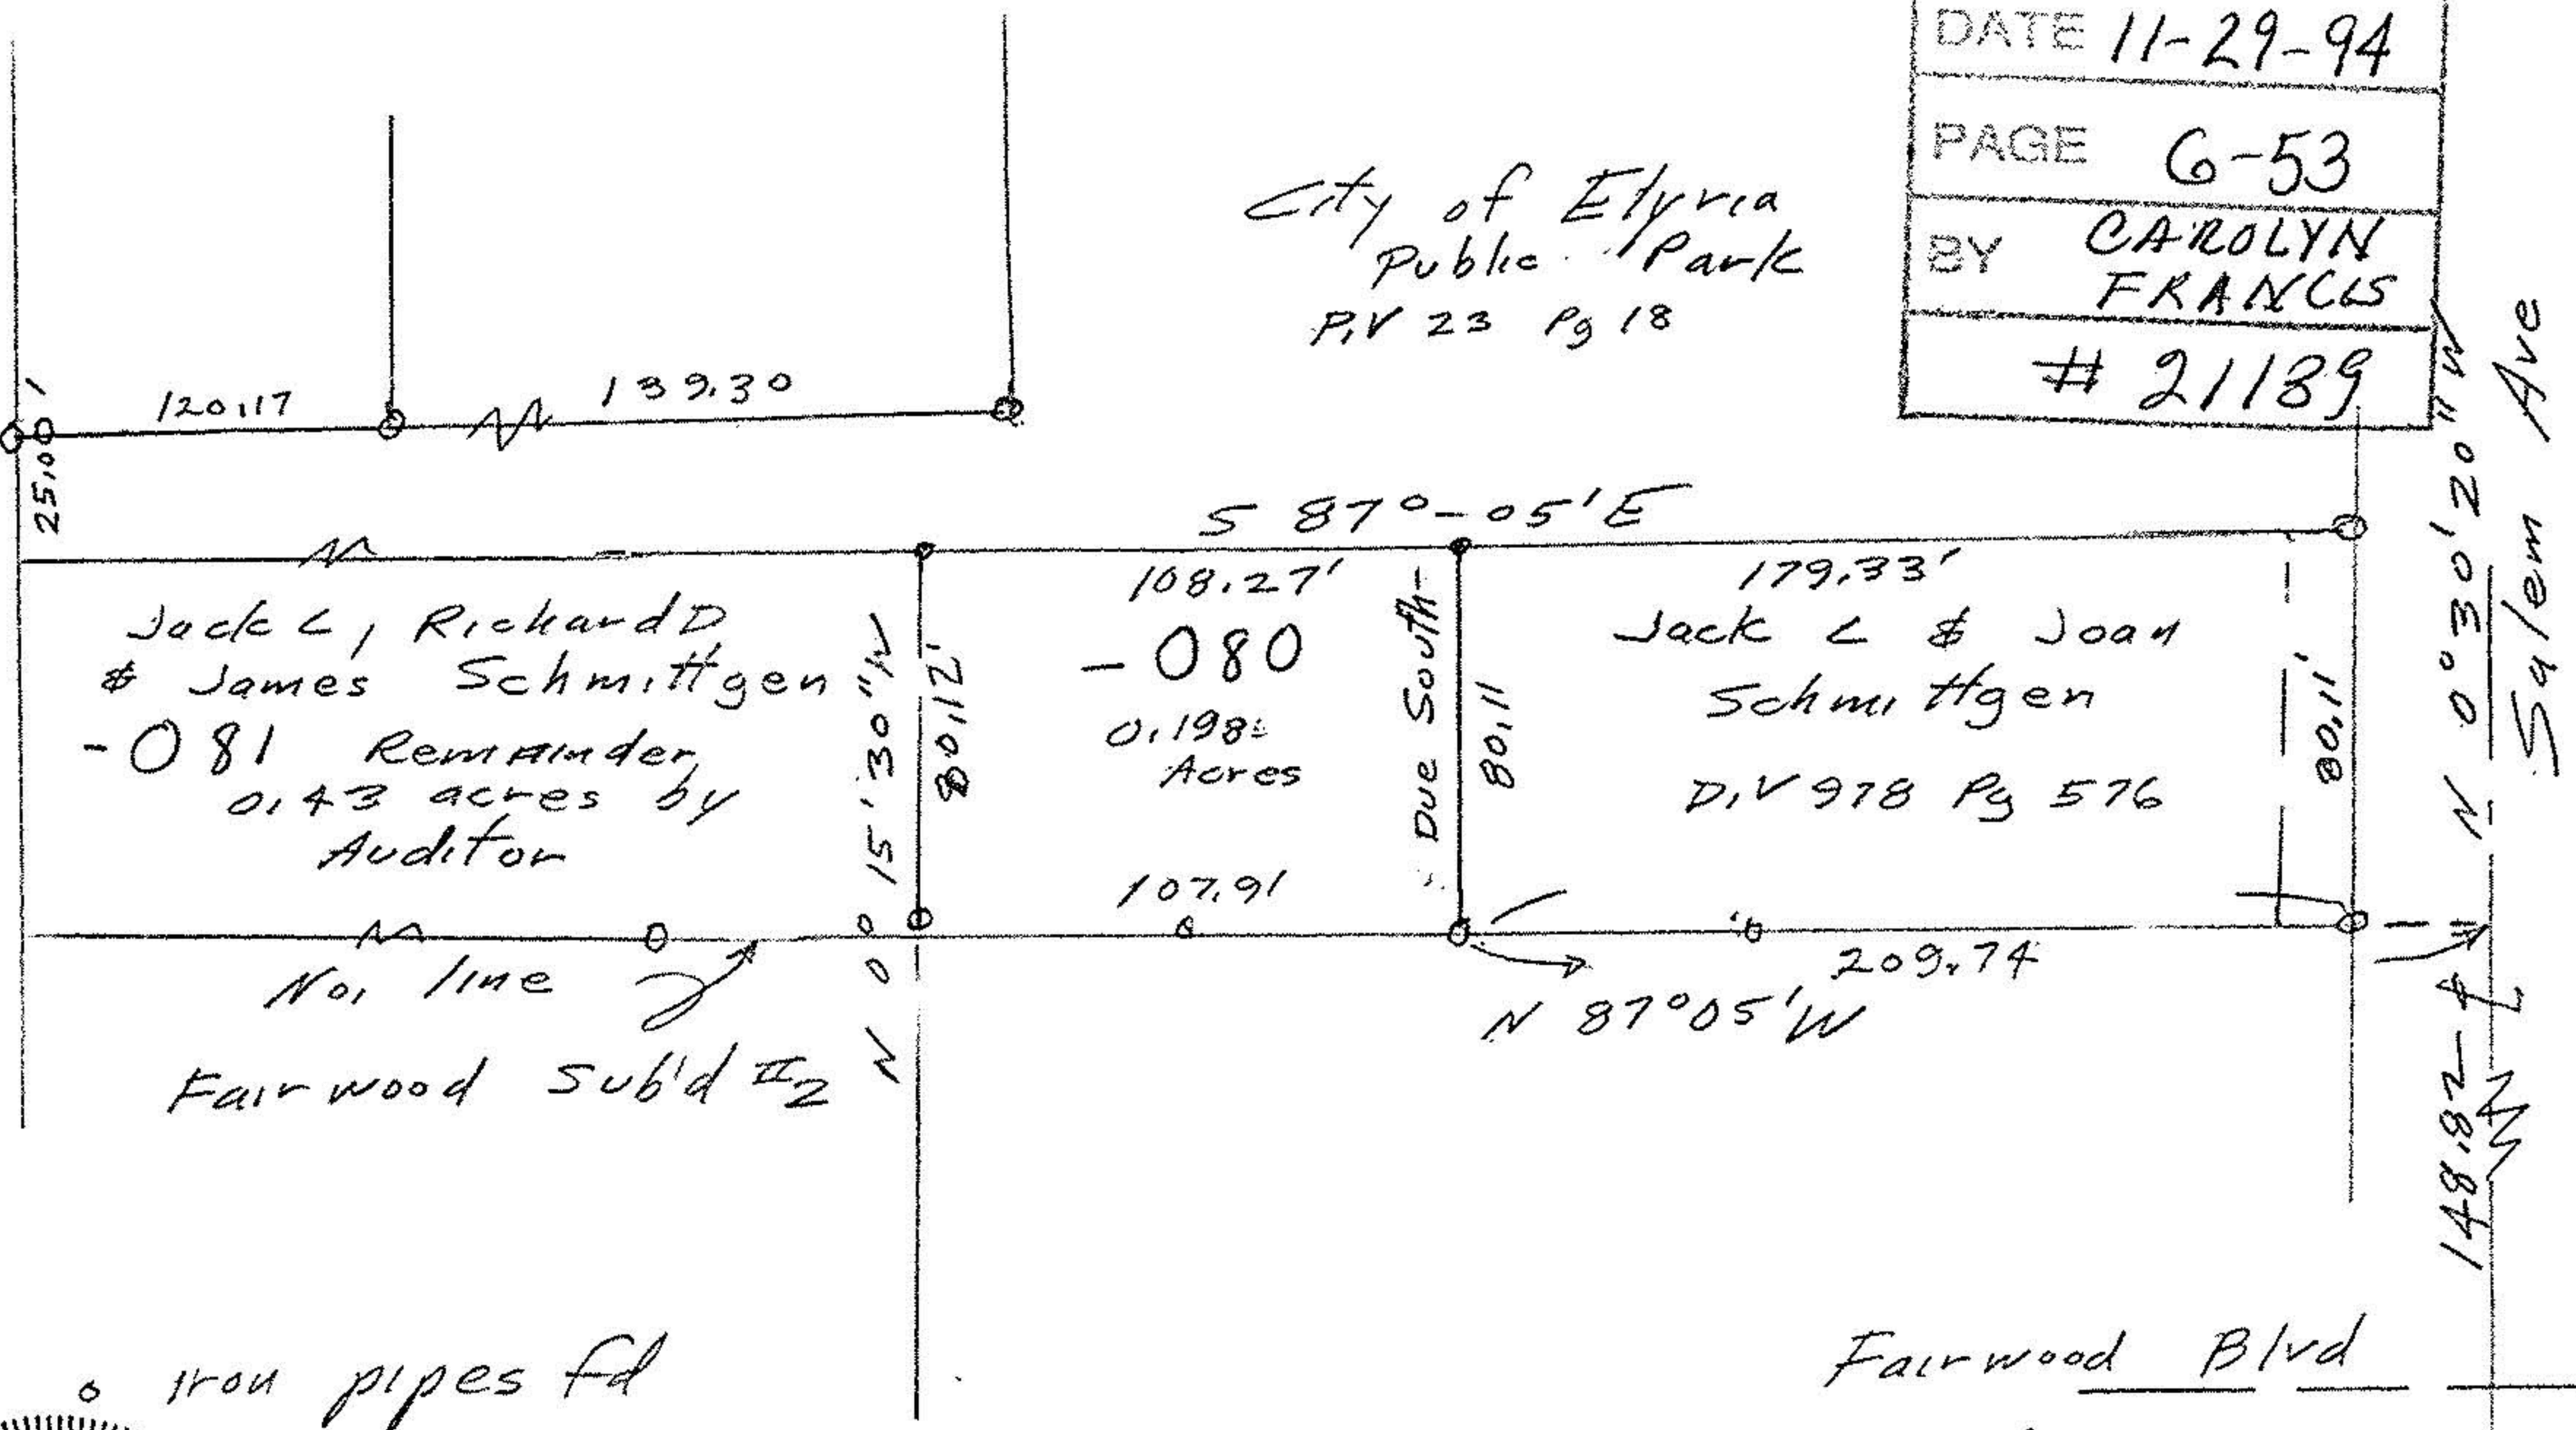 DATE 11-29-94
PAGE 6-53
BY CAROLYN
FRANCIS
# 21189
City of Elyria
Public Park
P.V 23 Pg 18
120.17
139.30
25.01
S 87°-05'E
108.27'
179.33'
Jack L, Richard D
& James Schmittgen
-081 Remainder
0.43 acres by
Auditor
N 0° 15' 30" W
80.12'
-080
0.198±
Acres
107.91
Due South-
80.11
Jack L & Joan
Schmittgen
D.V 978 Pg 576
80.11'
N 0°30'20" W
Salem Ave
No. line
Fairwood Sub'd #2
209.74
N 87°05'W
148.82
o iron pipes fd
Fairwood Blvd